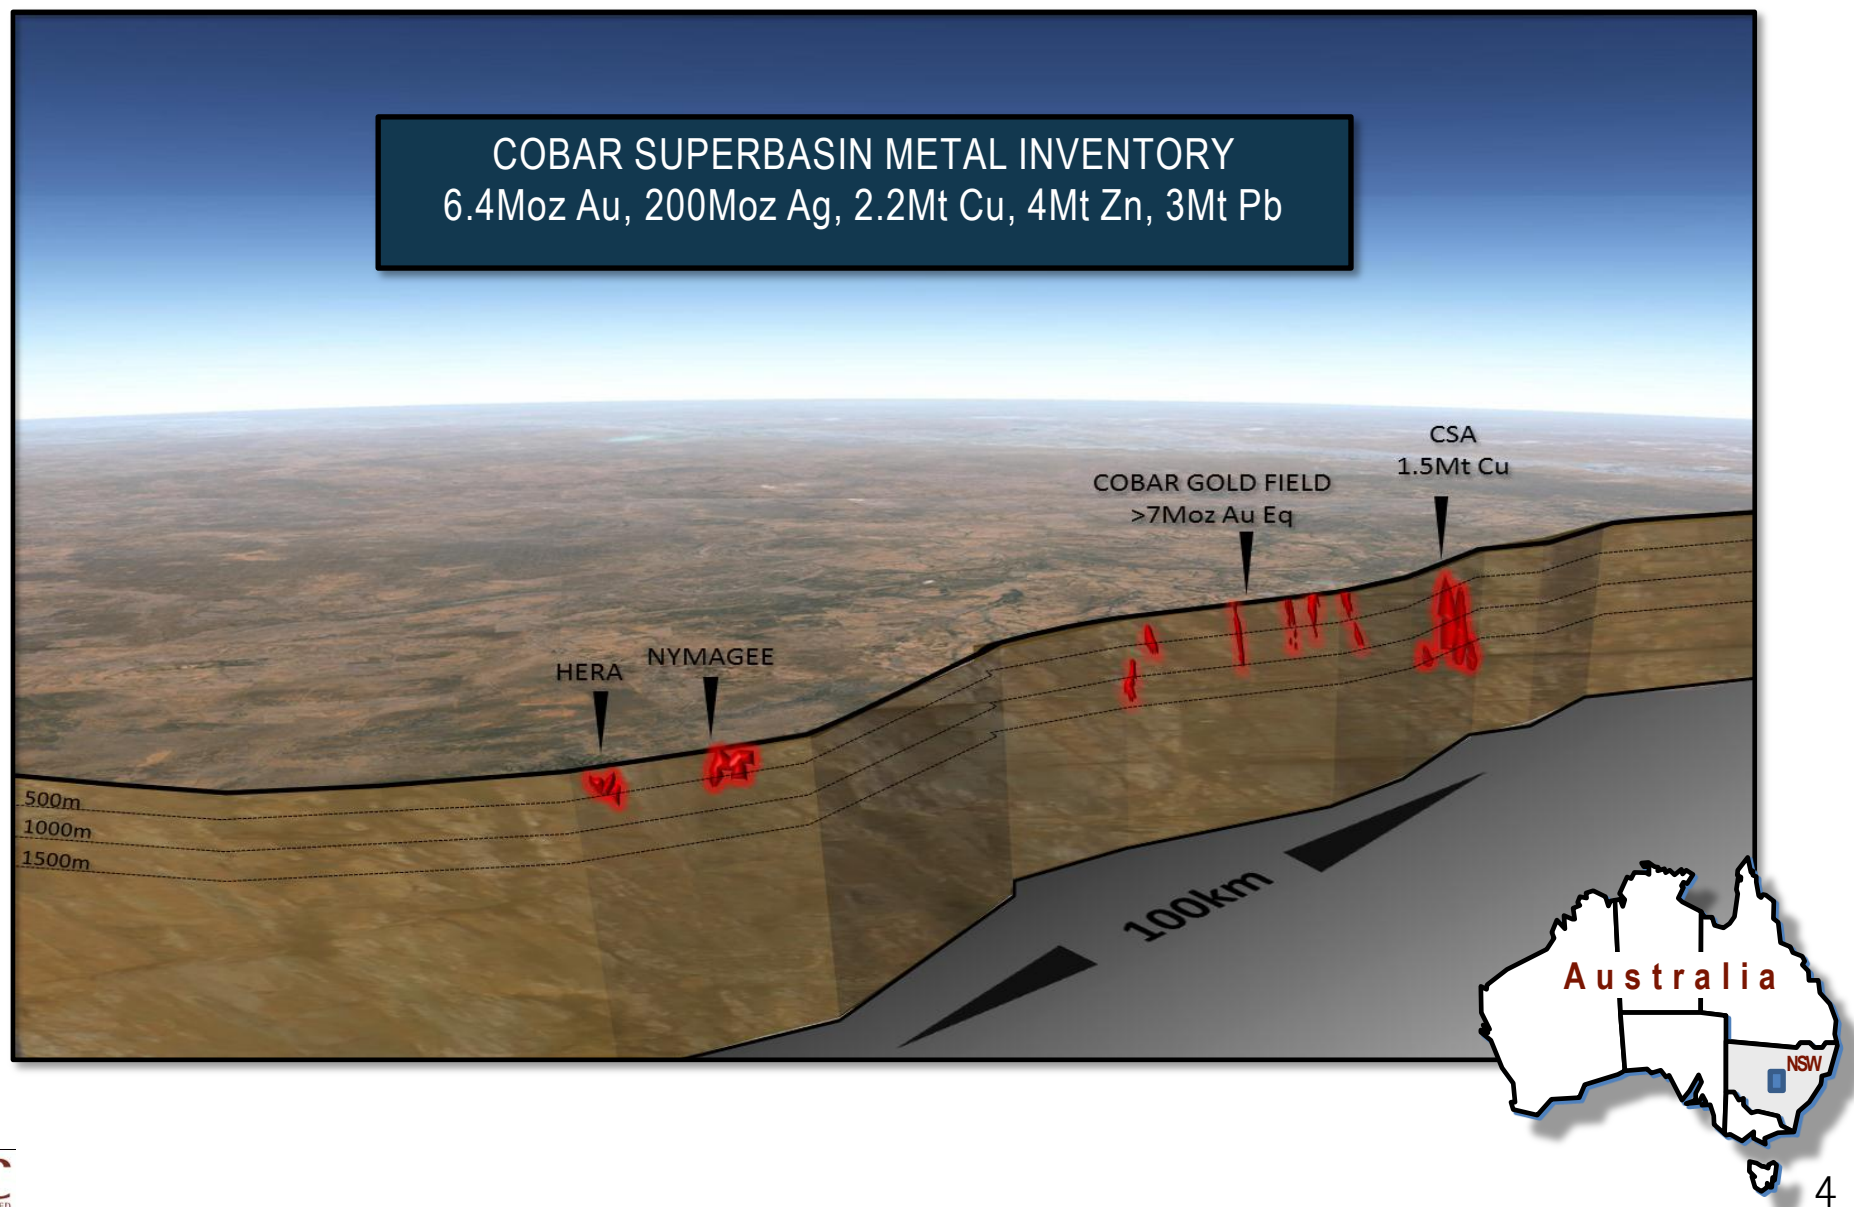 COBAR SUPERBASIN METAL INVENTORY
6.4Moz Au, 200Moz Ag, 2.2Mt Cu, 4Mt Zn, 3Mt Pb
CSA
1.5Mt Cu
COBAR GOLD FIELD
>7Moz Au Eq
NYMAGEE
HERA
500m
1000m
1500m
100km
Australia
NSW
4